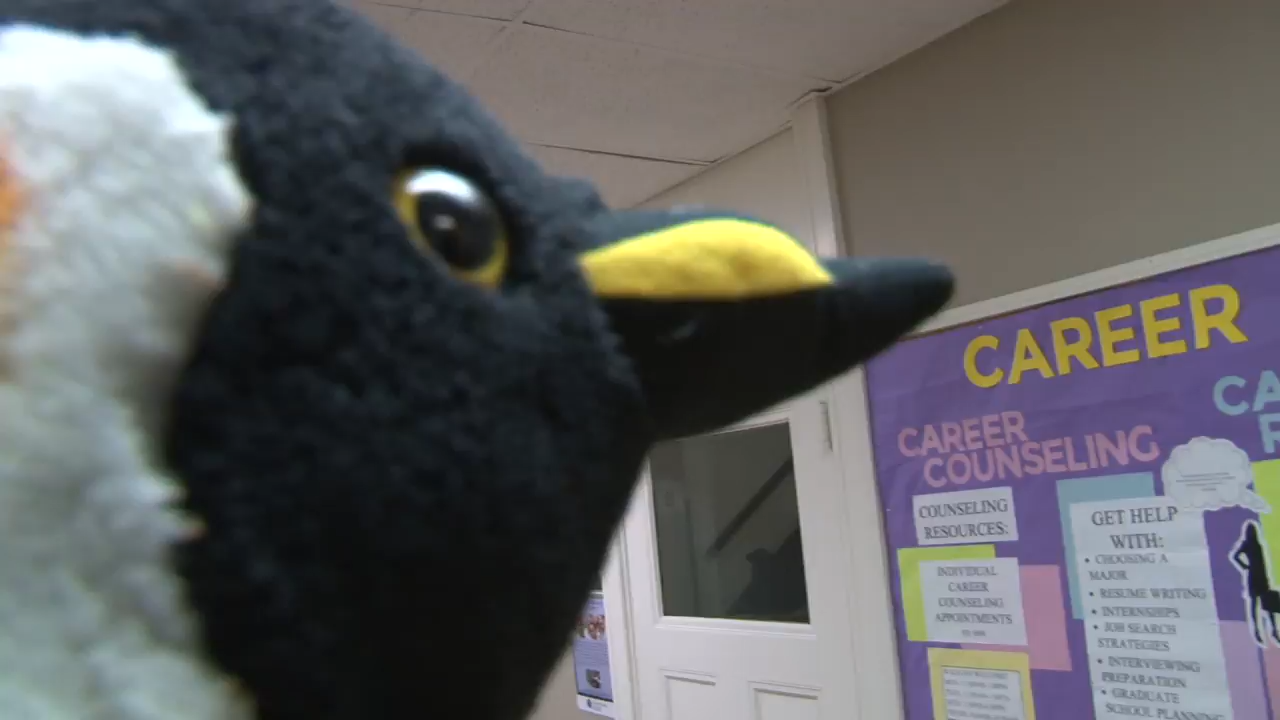 CAREER
CAREER
COUNSELING
CA
COUNSELING
RESOURCES:
INDIVIDUAL
CAREER
COUNSELING
APPOINTMENTS
GET HELP
WITH:
• CHOOSING A
MAJOR
• RESUME WRITING
• INTERNSHIPS
• JOB SEARCH
STRATEGIES
• INTERVIEWING
PREPARATION
• GRADUATE
SCHOOL PLANNING